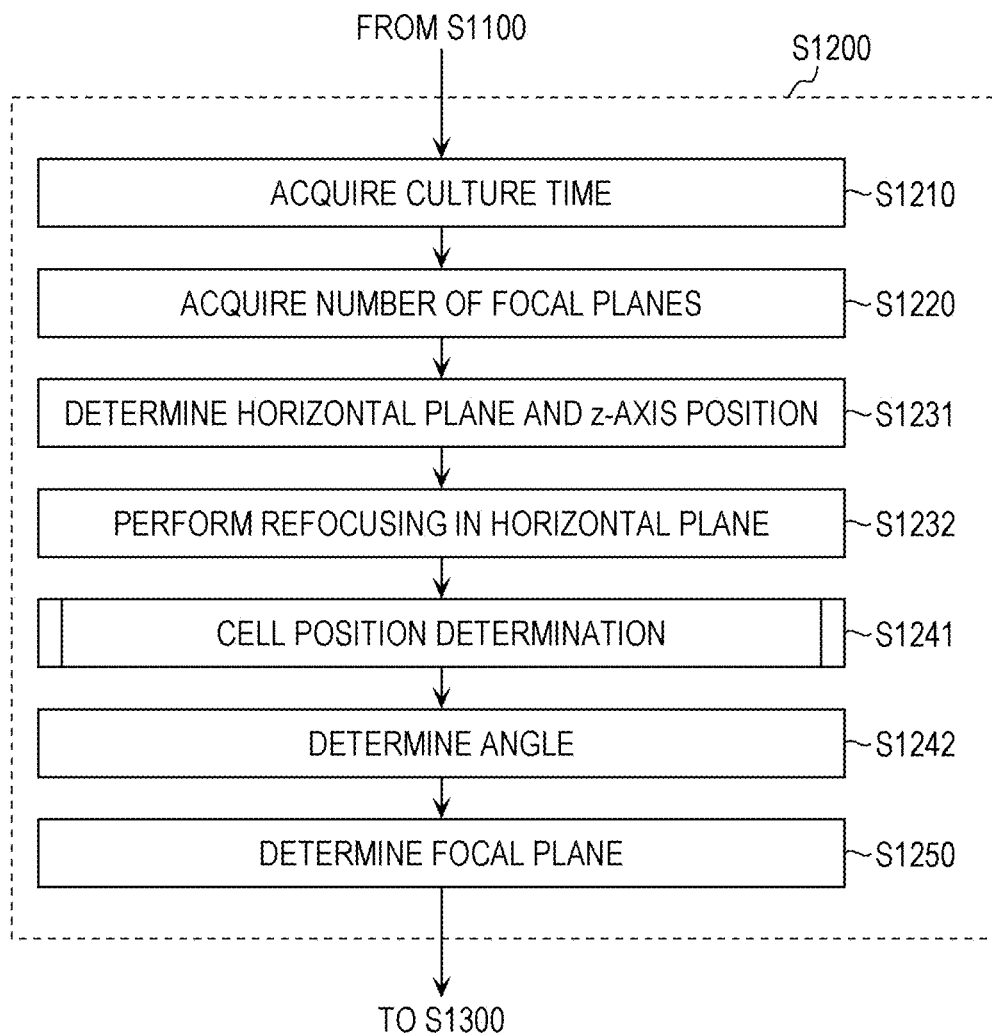 FROM S1100
S1200
ACQUIRE CULTURE TIME
S1210
ACQUIRE NUMBER OF FOCAL PLANES
S1220
DETERMINE HORIZONTAL PLANE AND z-AXIS POSITION
S1231
PERFORM REFOCUSING IN HORIZONTAL PLANE
S1232
CELL POSITION DETERMINATION
S1241
DETERMINE ANGLE
S1242
DETERMINE FOCAL PLANE
S1250
TO S1300